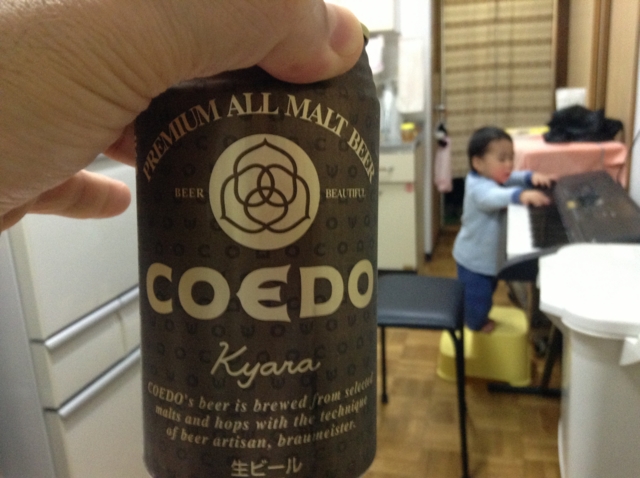 PREMIUM ALL MALT BEER
BEER BEAUTIFUL
COEDO
Kyara
COEDO's beer is brewed from selected
malts and hops with the technique
of beer artisan, braumeister.
生ビール